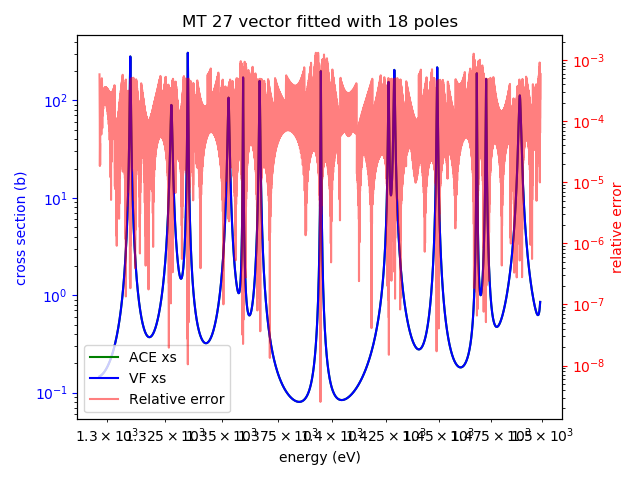 MT 27 vector fitted with 18 poles
cross section (b)
10²
10¹
10⁰
10⁻¹
10⁻³
10⁻⁴
10⁻⁵
10⁻⁶
10⁻⁷
10⁻⁸
relative error
ACE xs
VF xs
Relative error
1.3 × 10³ 1.325 × 10³ 1.35 × 10³ 1.375 × 10³ 1.4 × 10³ 1.425 × 10³ 1.45 × 10³ 1.475 × 10³ 1.5 × 10³
energy (eV)